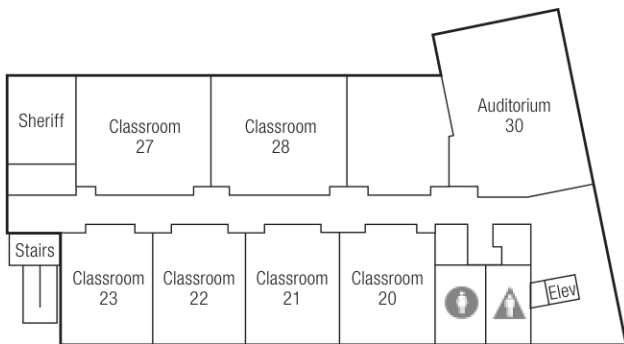 Auditorium
30
Sheriff
Classroom
27
Classroom
28
Stairs
Classroom
23
Classroom
22
Classroom
21
Classroom
20
Elev